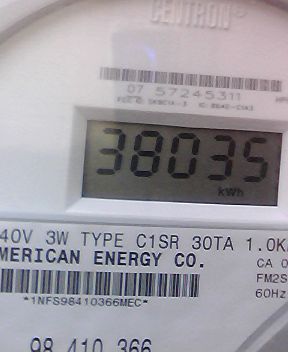 CENTRON
07 57245311
38035
kWh
40V 3W TYPE C1SR 30TA 1.0K
MERICAN ENERGY CO.
CA 0
FM2S
60Hz
*1NFS98410366MEC*
98 410 366